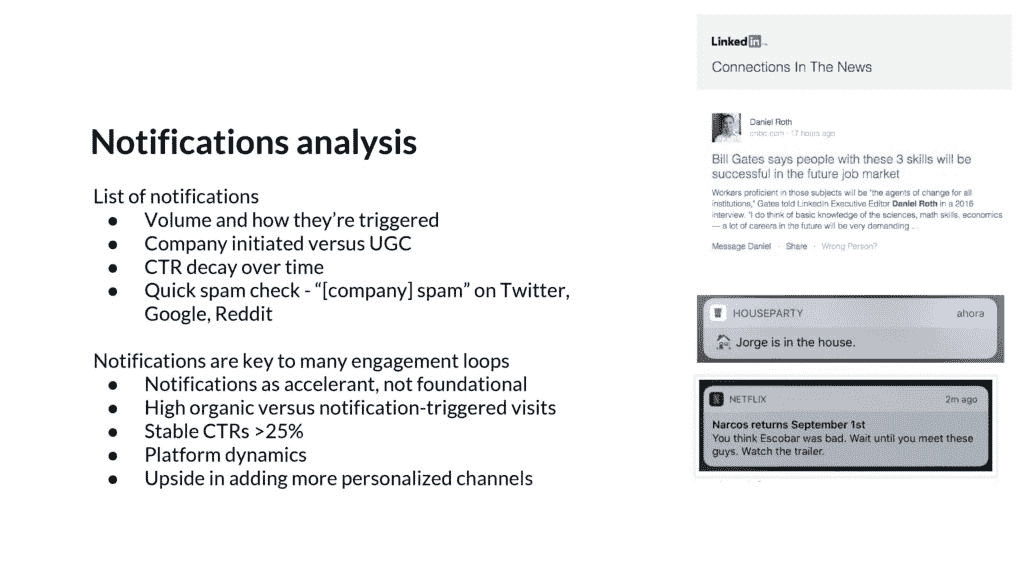 Notifications analysis
List of notifications
● Volume and how they’re triggered
● Company initiated versus UGC
● CTR decay over time
● Quick spam check - “[company] spam” on Twitter,
Google, Reddit
Notifications are key to many engagement loops
● Notifications as accelerant, not foundational
● High organic versus notification-triggered visits
● Stable CTRs >25%
● Platform dynamics
● Upside in adding more personalized channels
Linked in
Connections In The News
Daniel Roth
cnbc.com · 17 hours ago
Bill Gates says people with these 3 skills will be
successful in the future job market
Workers proficient in those subjects will be "the agents of change for all
institutions," Gates told LinkedIn Executive Editor Daniel Roth in a 2016
interview. "I do think of basic knowledge of the sciences, math skills, economics
— a lot of careers in the future will be very demanding ...
Message Daniel · Share · Wrong Person?
HOUSEPARTY ahora
Jorge is in the house.
NETFLIX 2m ago
Narcos returns September 1st
You think Escobar was bad. Wait until you meet these
guys. Watch the trailer.